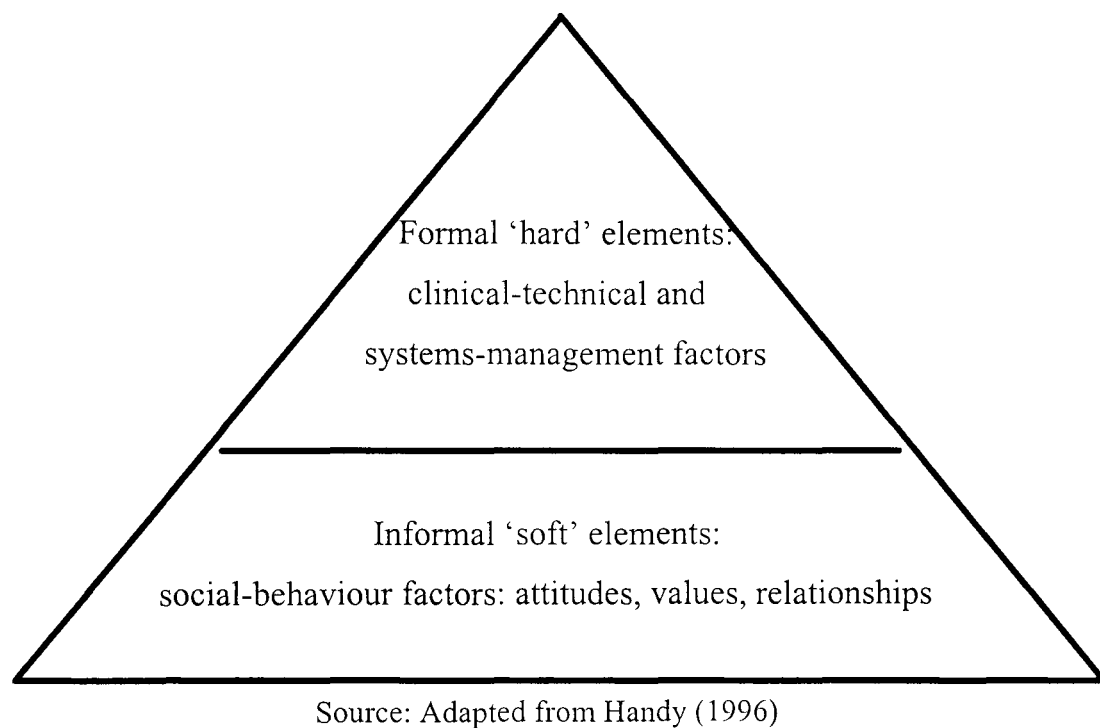 Formal ‘hard’ elements:
clinical-technical and
systems-management factors
Informal ‘soft’ elements:
social-behaviour factors: attitudes, values, relationships
Source: Adapted from Handy (1996)